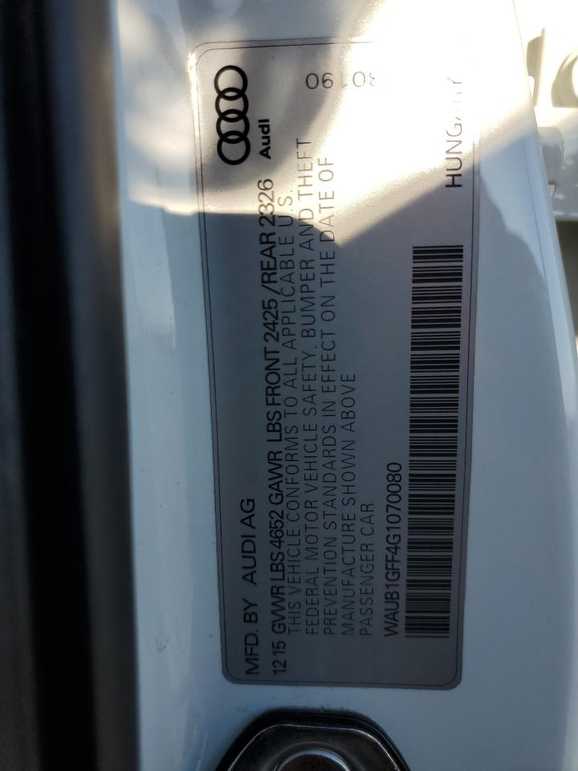 MFD. BY AUDI AG
Audi
12 15 GVWR LBS 4652 GAWR LBS FRONT 2425 /REAR 2326
THIS VEHICLE CONFORMS TO ALL APPLICABLE U.S.
FEDERAL MOTOR VEHICLE SAFETY, BUMPER AND THEFT
PREVENTION STANDARDS IN EFFECT ON THE DATE OF
MANUFACTURE SHOWN ABOVE
PASSENGER CAR
WAUB1GFF4G1070080